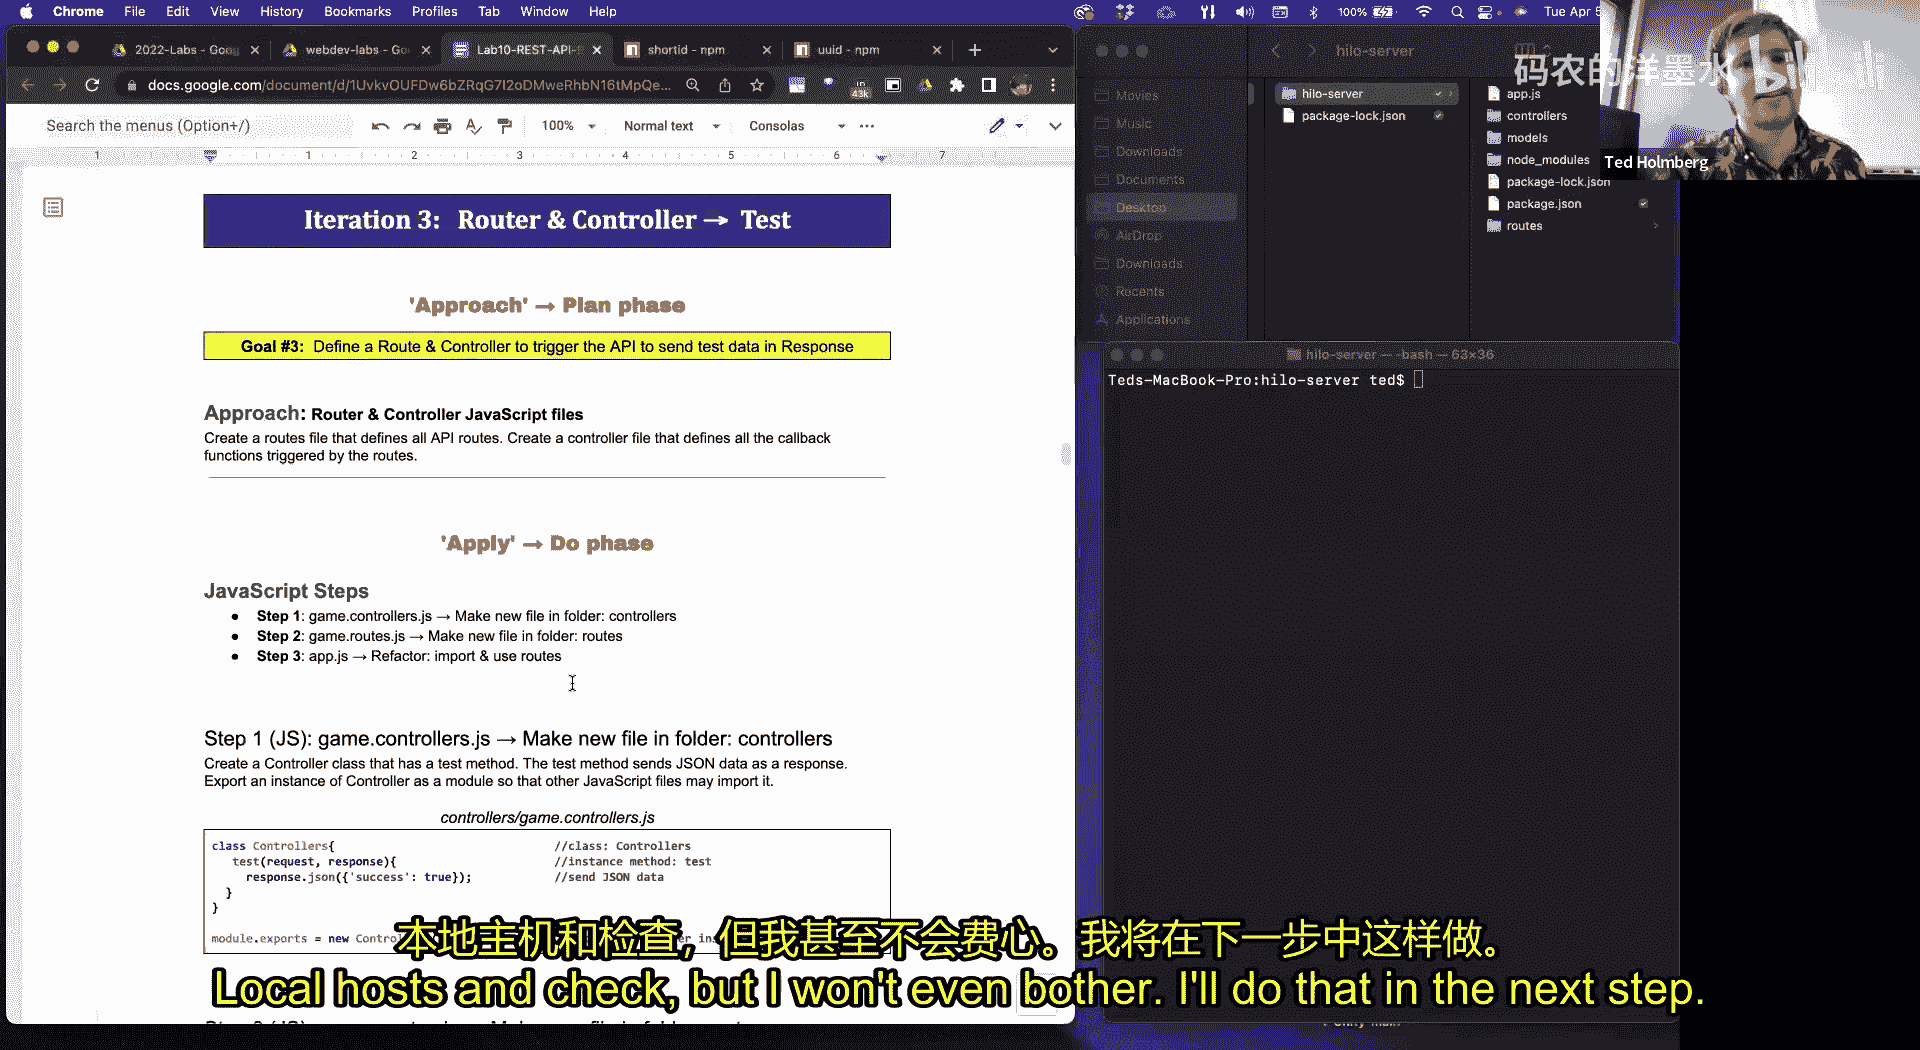 Chrome File Edit View History Bookmarks Profiles Tab Window Help
100% Tue Apr 5
2022-Labs - Goog
webdev-labs - Go
Lab10-REST-API-
shortid - npm
uuid - npm
docs.google.com/document/d/1UvkvOUFDw6bZRqG7I2oDMweRhbN16tMpQe...
43k
Search the menus (Option+/)
100% Normal text Consolas
1 1 2 3 4 5 6 7
Iteration 3: Router & Controller → Test
'Approach' → Plan phase
Goal #3: Define a Route & Controller to trigger the API to send test data in Response
Approach: Router & Controller JavaScript files
Create a routes file that defines all API routes. Create a controller file that defines all the callback
functions triggered by the routes.
'Apply' → Do phase
JavaScript Steps
● Step 1: game.controllers.js → Make new file in folder: controllers
● Step 2: game.routes.js → Make new file in folder: routes
● Step 3: app.js → Refactor: import & use routes
Step 1 (JS): game.controllers.js → Make new file in folder: controllers
Create a Controller class that has a test method. The test method sends JSON data as a response.
Export an instance of Controller as a module so that other JavaScript files may import it.
controllers/game.controllers.js
class Controllers{ //class: Controllers
test(request, response){ //instance method: test
response.json({'success': true}); //send JSON data
}
}
module.exports = new
hilo-server
Movies
Music
Downloads
Documents
Desktop
AirDrop
Downloads
Recents
Applications
hilo-server
package-lock.json
app.js
controllers
models
node_modules
package-lock.json
package.json
routes
码农的洋墨水
bilibili
Ted Holmberg
hilo-server — -bash — 63×36
Teds-MacBook-Pro:hilo-server ted$
本地主机和检查，但我甚至不会费心。我将在下一步中这样做。
Local hosts and check, but I won't even bother. I'll do that in the next step.